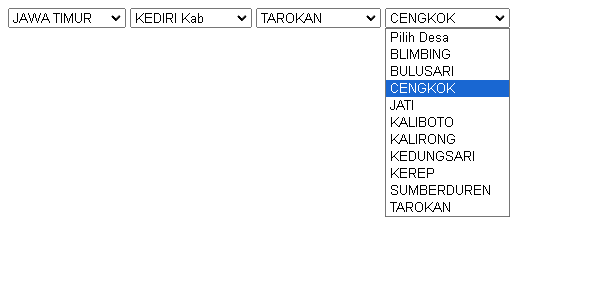 JAWA TIMUR KEDIRI Kab TAROKAN CENGKOK
Pilih Desa
BLIMBING
BULUSARI
CENGKOK
JATI
KALIBOTO
KALIRONG
KEDUNGSARI
KEREP
SUMBERDUREN
TAROKAN